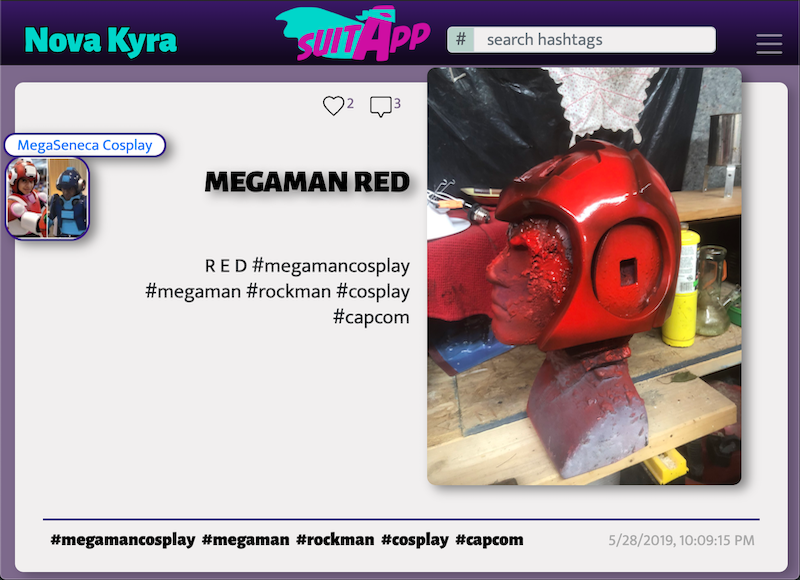 Nova Kyra
SUITAPP
# search hashtags
2 3
MegaSeneca Cosplay
MEGAMAN RED
R E D #megamancosplay
#megaman #rockman #cosplay
#capcom
#megamancosplay #megaman #rockman #cosplay #capcom
5/28/2019, 10:09:15 PM